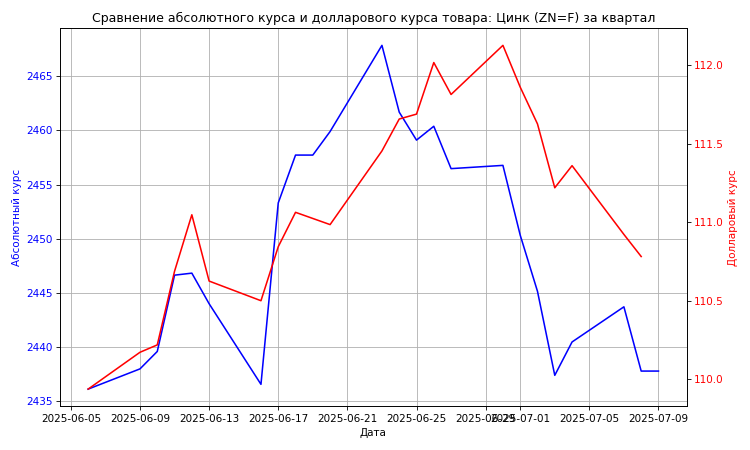 Сравнение абсолютного курса и долларового курса товара: Цинк (ZN=F) за квартал
2465
2460
2455
2450
2445
2440
2435
Абсолютный курс
112.0
111.5
111.0
110.5
110.0
Долларовый курс
2025-06-05 2025-06-09 2025-06-13 2025-06-17 2025-06-21 2025-06-25 2025-06-29 2025-07-01 2025-07-05 2025-07-09
Дата